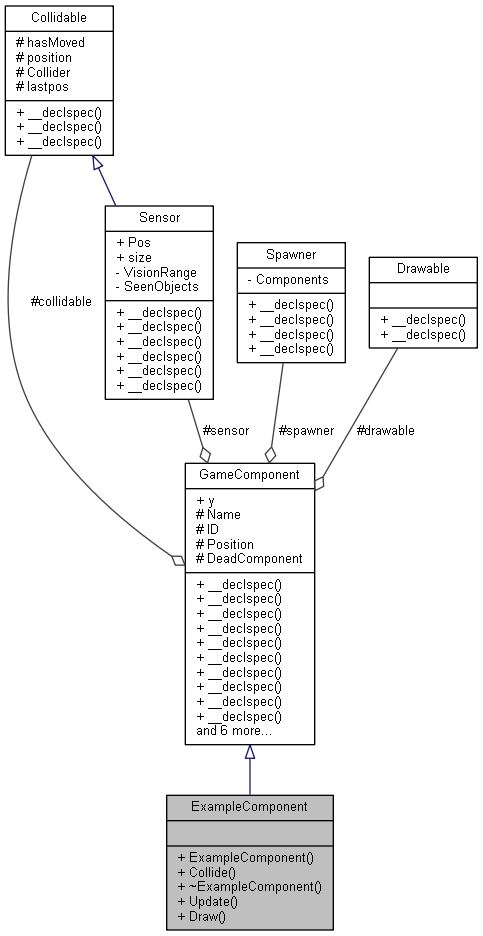 Collidable
# hasMoved
# position
# Collider
# lastpos
+ __declspec()
+ __declspec()
+ __declspec()
Sensor
+ Pos
+ size
- VisionRange
- SeenObjects
+ __declspec()
+ __declspec()
+ __declspec()
+ __declspec()
+ __declspec()
+ __declspec()
Spawner
- Components
+ __declspec()
+ __declspec()
+ __declspec()
+ __declspec()
Drawable
+ __declspec()
+ __declspec()
#collidable
#sensor
#spawner
#drawable
GameComponent
+ y
# Name
# ID
# Position
# DeadComponent
+ __declspec()
+ __declspec()
+ __declspec()
+ __declspec()
+ __declspec()
+ __declspec()
+ __declspec()
+ __declspec()
+ __declspec()
+ __declspec()
and 6 more...
ExampleComponent
+ ExampleComponent()
+ Collide()
+ ~ExampleComponent()
+ Update()
+ Draw()